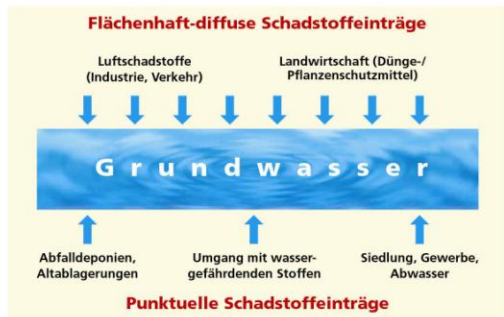 Flächenhaft-diffuse Schadstoffeinträge
Luftschadstoffe
(Industrie, Verkehr)
Landwirtschaft (Dünge-/
Pflanzenschutzmittel)
Grundwasser
Abfalldeponien,
Altablagerungen
Umgang mit wasser-
gefährdenden Stoffen
Siedlung, Gewerbe,
Abwasser
Punktuelle Schadstoffeinträge